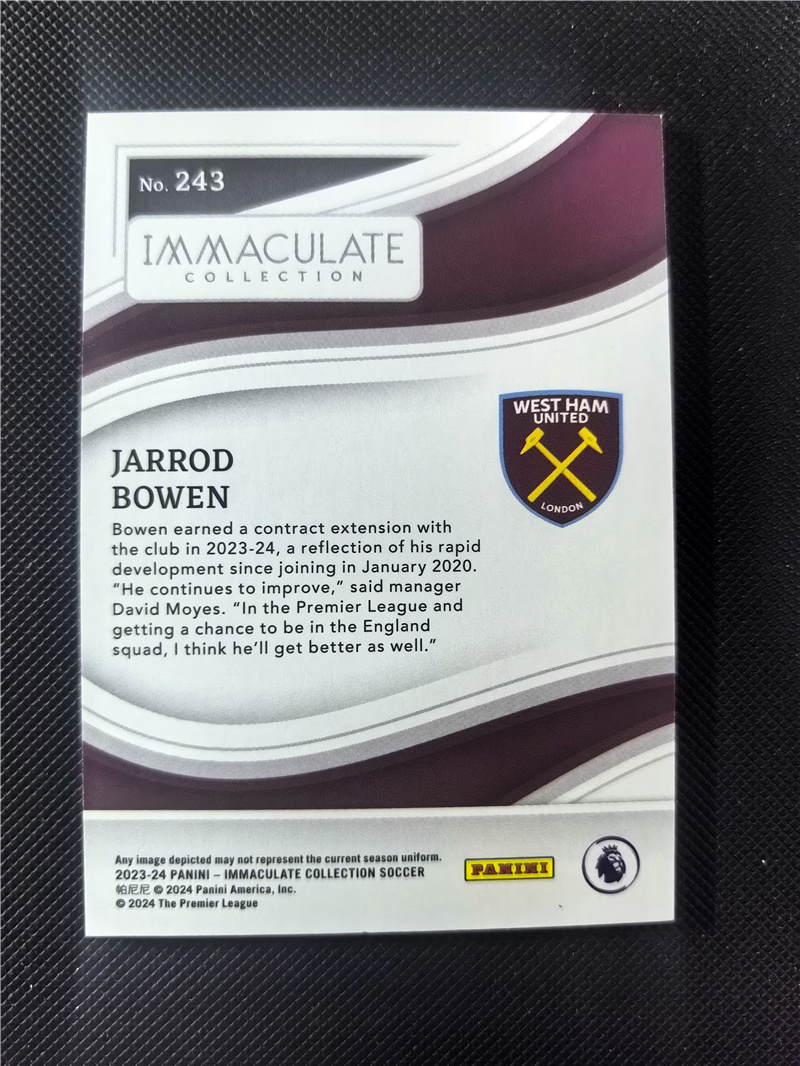 No. 243
IMMACULATE
COLLECTION
WEST HAM
UNITED
LONDON
JARROD
BOWEN
Bowen earned a contract extension with
the club in 2023-24, a reflection of his rapid
development since joining in January 2020.
“He continues to improve,” said manager
David Moyes. “In the Premier League and
getting a chance to be in the England
squad, I think he’ll get better as well.”
Any image depicted may not represent the current season uniform.
2023-24 PANINI – IMMACULATE COLLECTION SOCCER
帕尼尼 © 2024 Panini America, Inc.
© 2024 The Premier League
PANINI